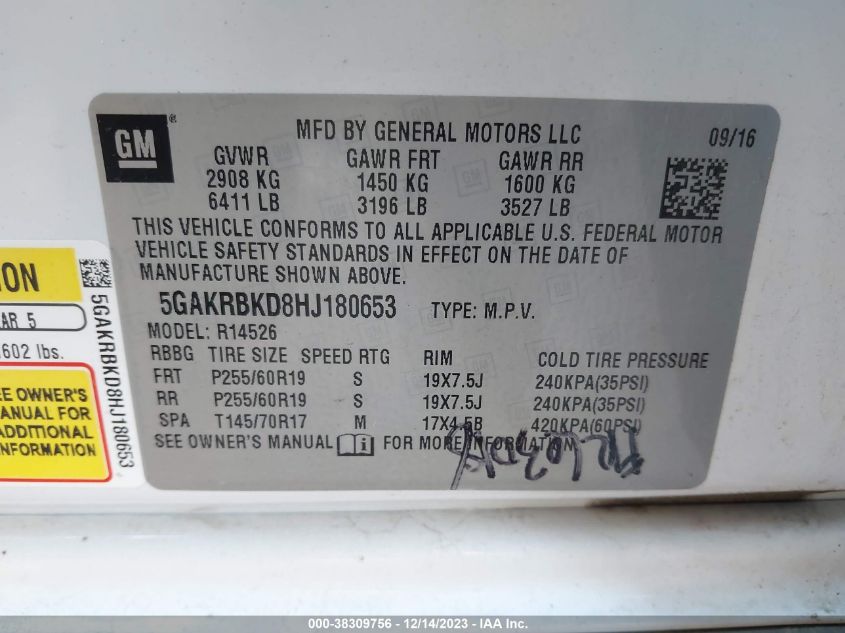 GM
®
MFD BY GENERAL MOTORS LLC
09/16
GVWR GAWR FRT GAWR RR
2908 KG 1450 KG 1600 KG
6411 LB 3196 LB 3527 LB
THIS VEHICLE CONFORMS TO ALL APPLICABLE U.S. FEDERAL MOTOR
VEHICLE SAFETY STANDARDS IN EFFECT ON THE DATE OF
MANUFACTURE SHOWN ABOVE.
5GAKRBKD8HJ180653 TYPE: M.P.V.
MODEL: R14526
RBBG TIRE SIZE SPEED RTG RIM COLD TIRE PRESSURE
FRT P255/60R19 S 19X7.5J 240KPA(35PSI)
RR P255/60R19 S 19X7.5J 240KPA(35PSI)
SPA T145/70R17 M 17X4.5B 420KPA(60PSI)
SEE OWNER'S MANUAL FOR MORE INFORMATION
5
602 lbs.
OWNER'S
MANUAL FOR
ADDITIONAL
INFORMATION
5GAKRBKD8HJ180653
000-38309756 - 12/14/2023 - IAA Inc.